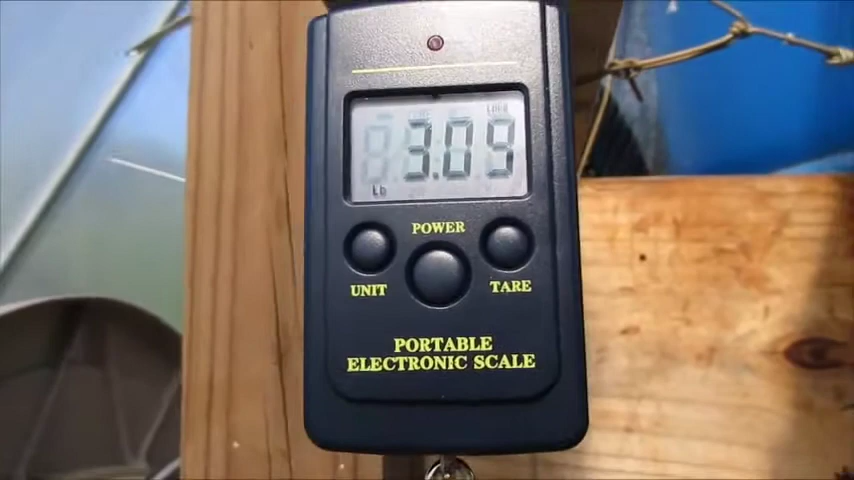 3.09
Lb
POWER
UNIT
TARE
PORTABLE
ELECTRONIC SCALE